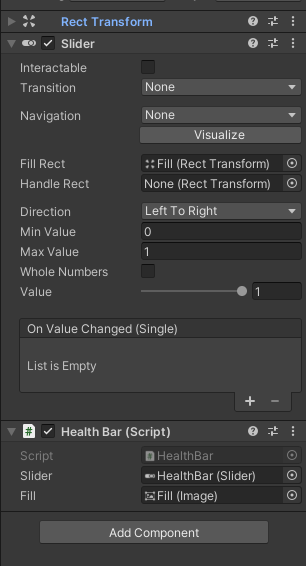 Rect Transform
Slider
Interactable
Transition None
Navigation None
Visualize
Fill Rect Fill (Rect Transform)
Handle Rect None (Rect Transform)
Direction Left To Right
Min Value 0
Max Value 1
Whole Numbers
Value 1
On Value Changed (Single)
List is Empty
+ −
# Health Bar (Script)
Script # HealthBar
Slider HealthBar (Slider)
Fill Fill (Image)
Add Component